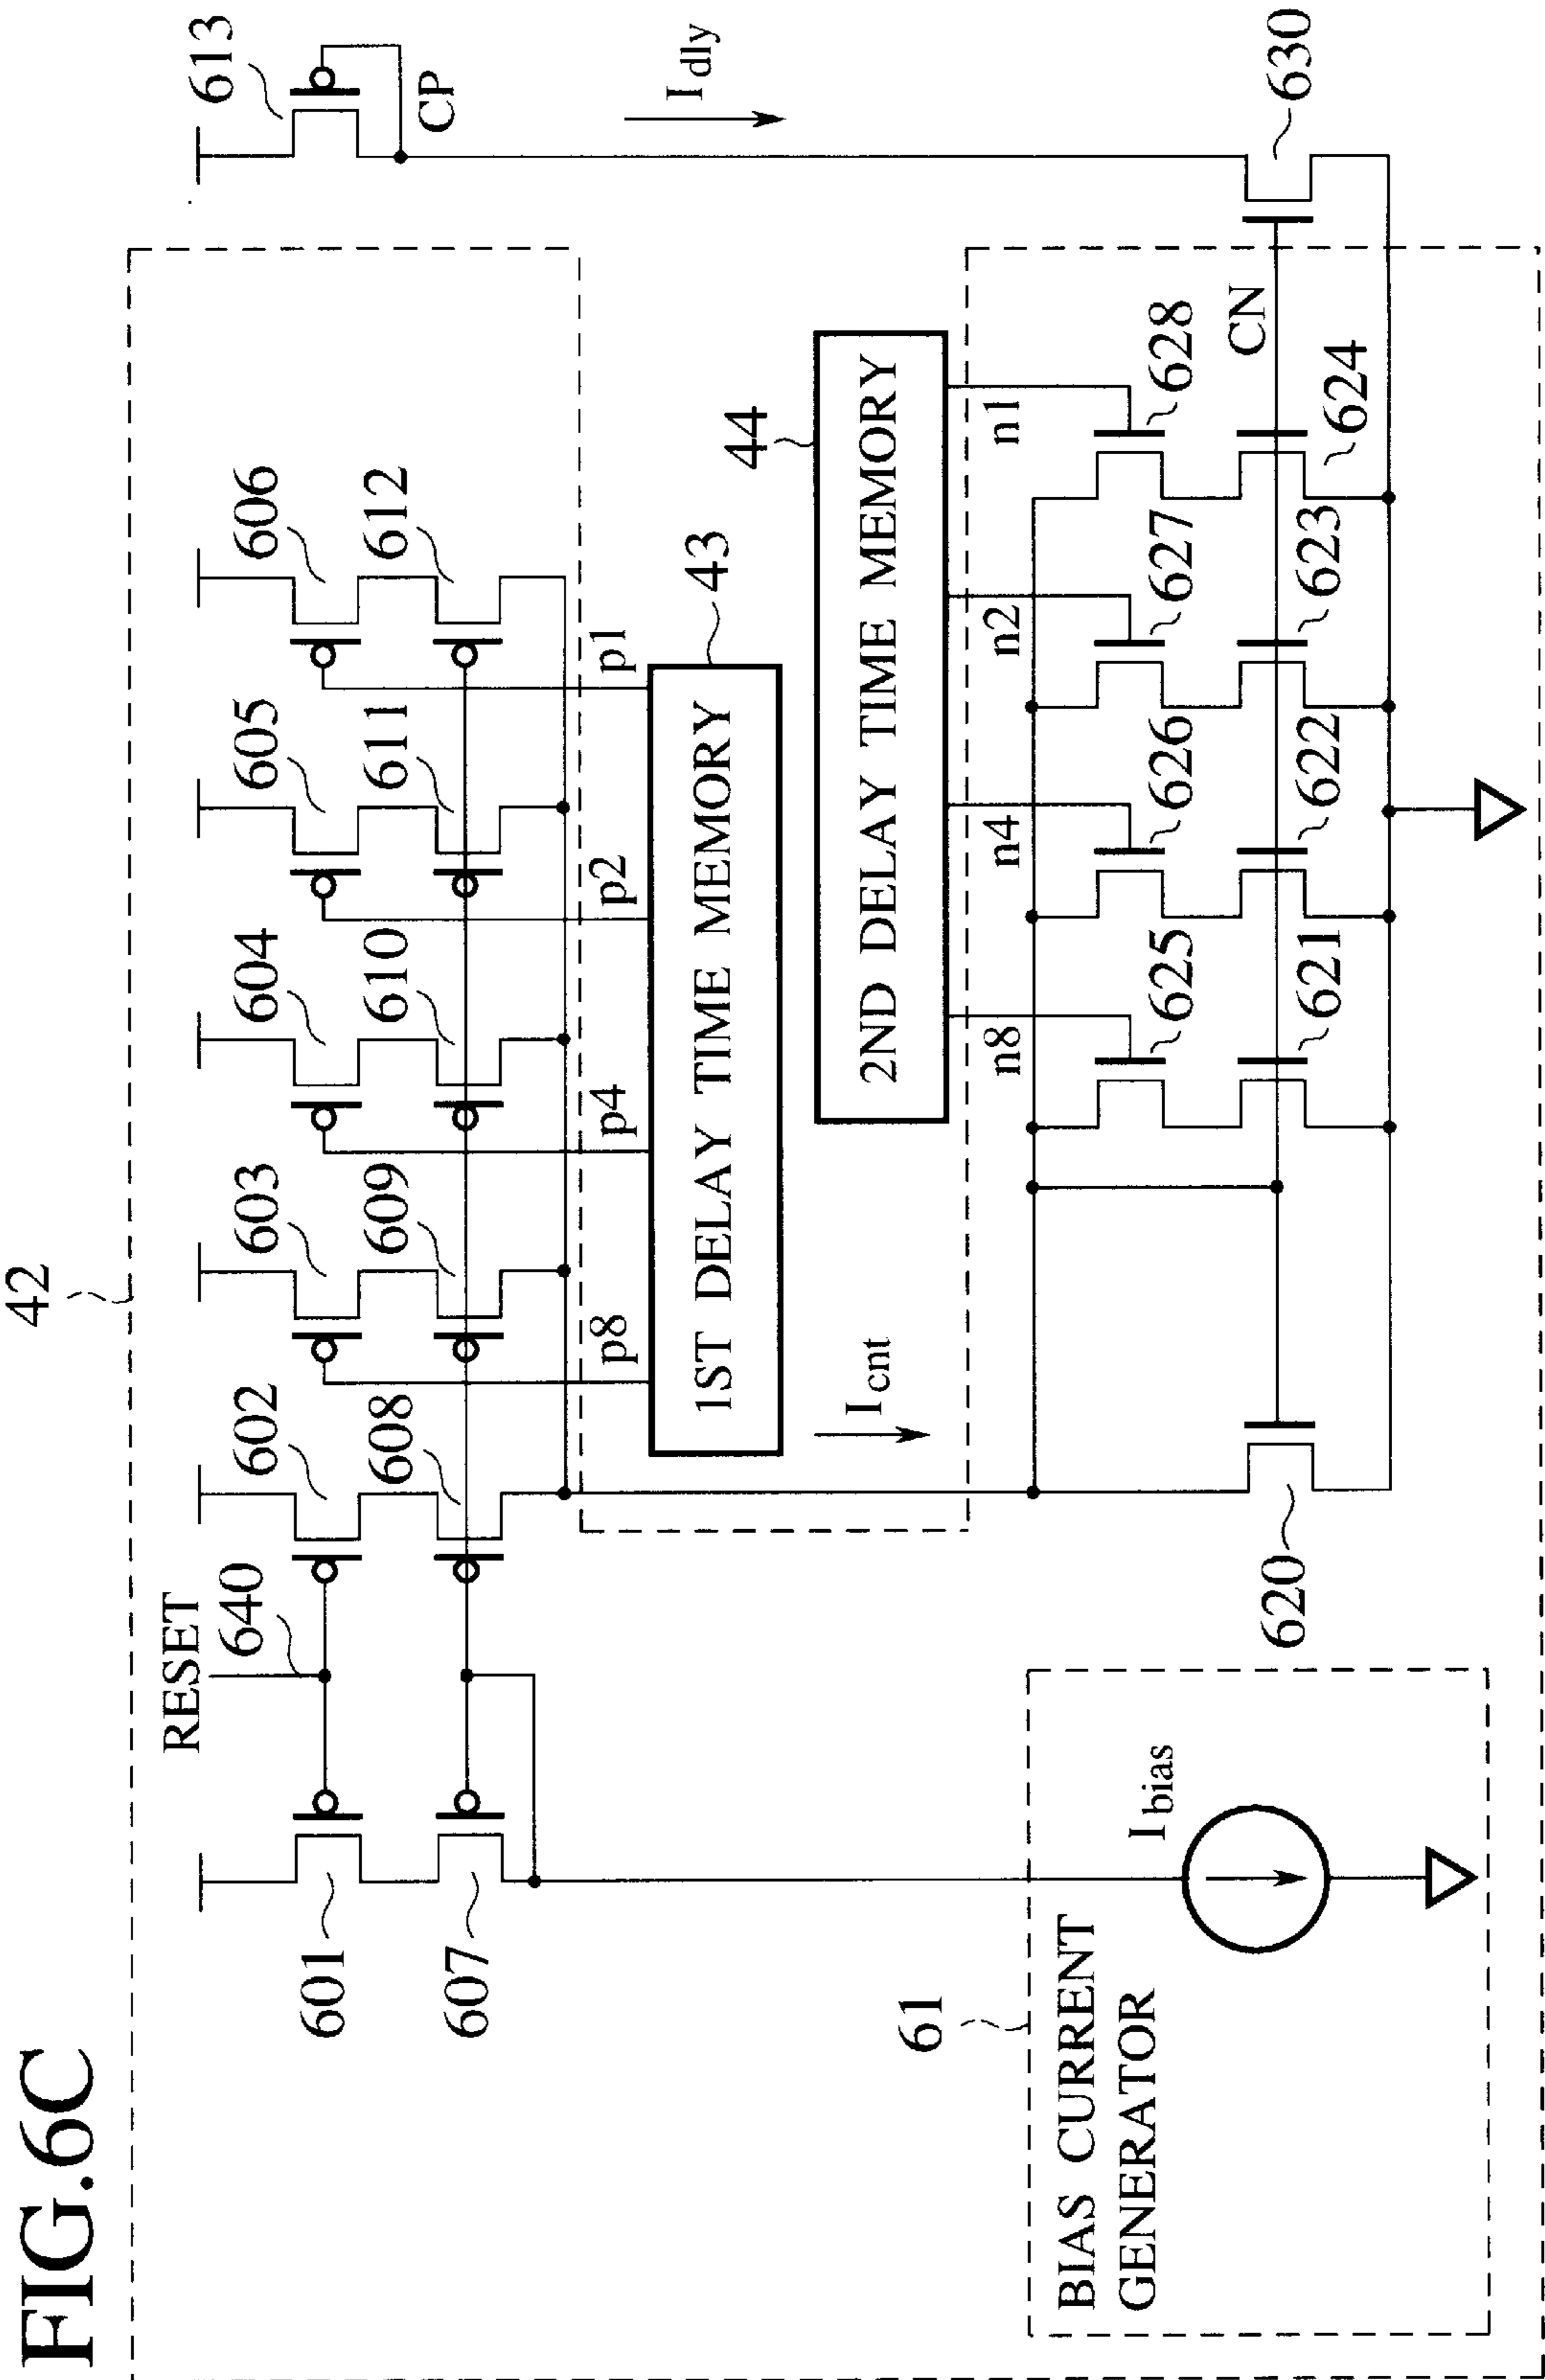 FIG.6C
42
RESET
640
601
607
602
608
603
609
604
610
605
611
606
612
613
CP
I dly
p8
p4
p2
p1
1ST DELAY TIME MEMORY
43
I cnt
44
2ND DELAY TIME MEMORY
n8
n4
n2
n1
625
626
627
628
621
622
623
624
CN
620
630
61
BIAS CURRENT
GENERATOR
I bias